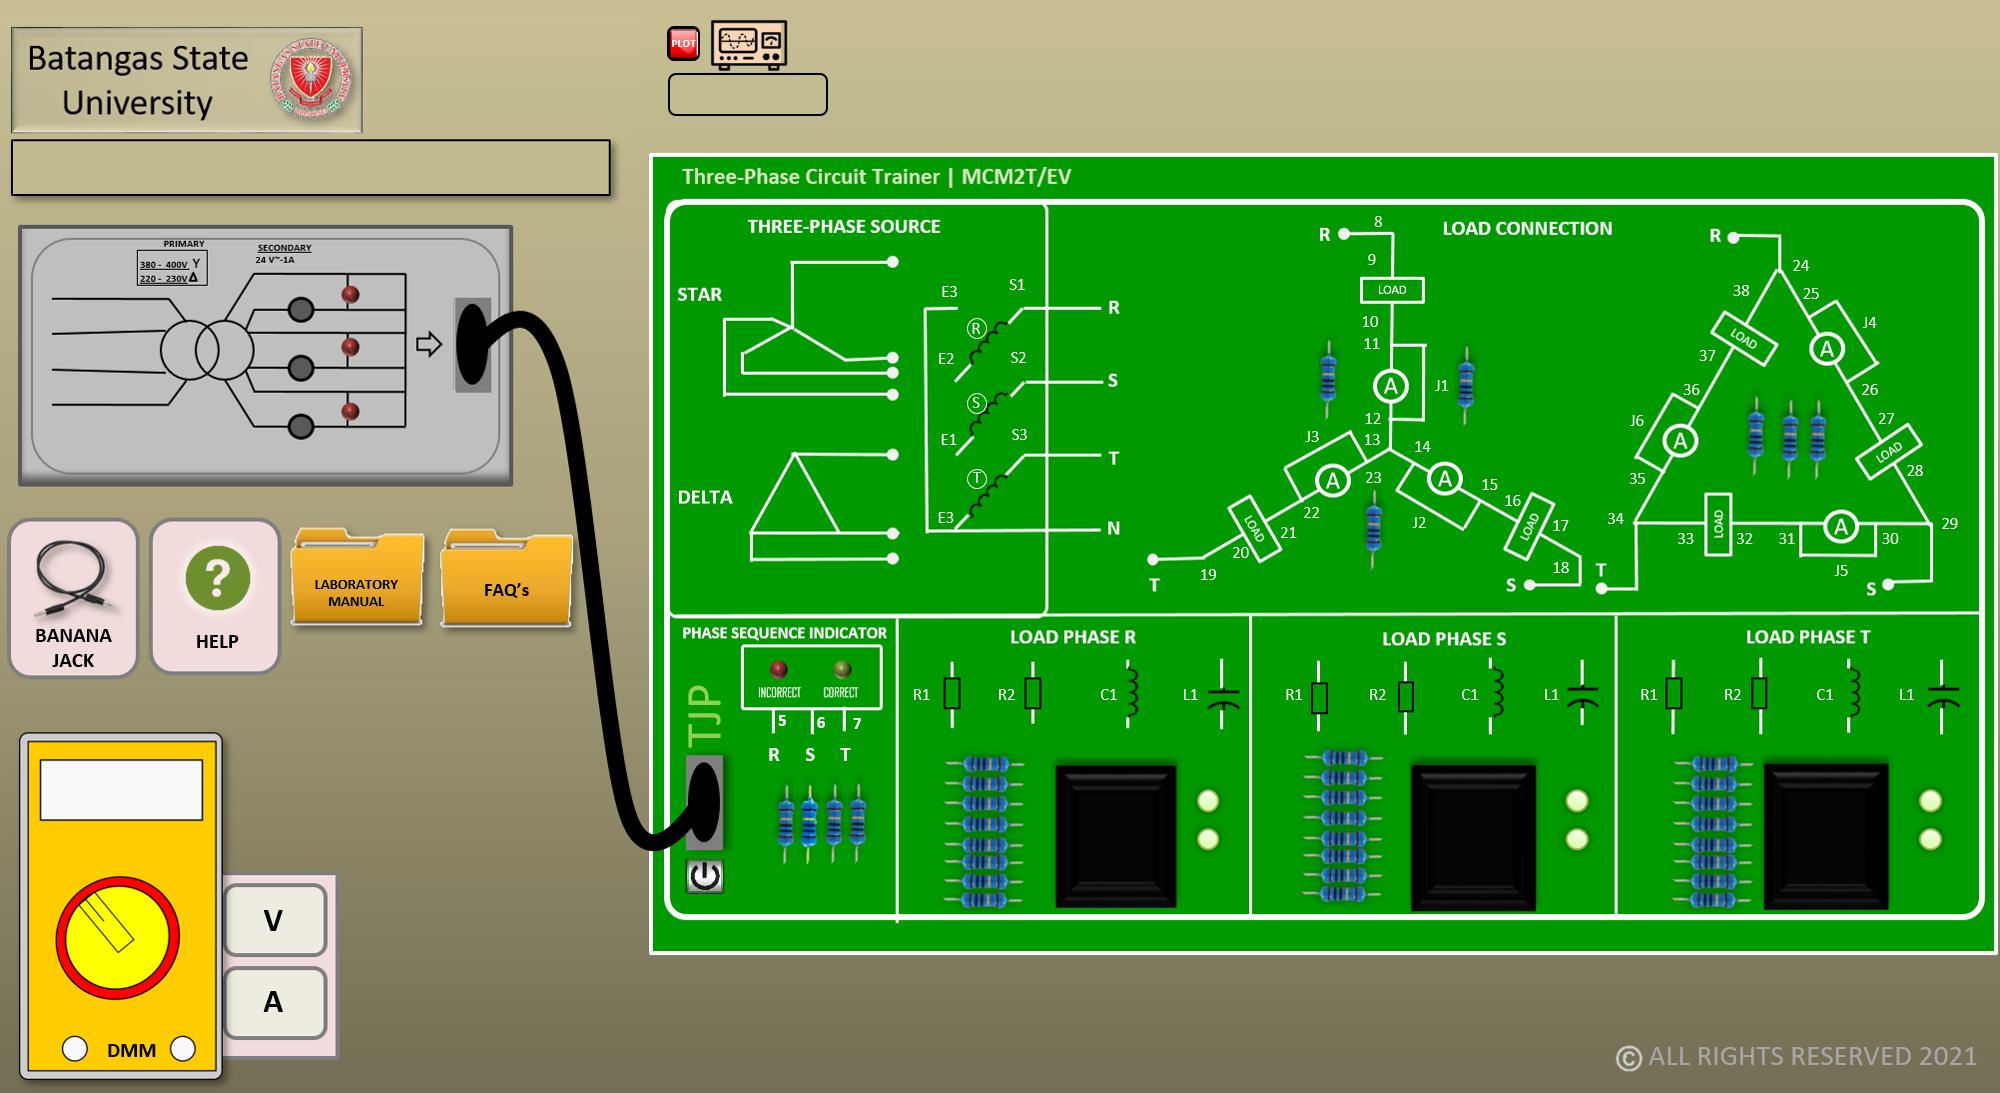 Batangas State
University
PLOT
PRIMARY
380 - 400V Y
220 - 230V Δ
SECONDARY
24 V~-1A
BANANA
JACK
HELP
LABORATORY
MANUAL
FAQ's
V
A
DMM
Three-Phase Circuit Trainer | MCM2T/EV
THREE-PHASE SOURCE
STAR
DELTA
E3
S1
R
R
E2
S2
S
S
E1
S3
T
T
E3
N
LOAD CONNECTION
R
8
9
LOAD
10
11
A
J1
12
13
14
J3
A
23
A
15
J2
16
LOAD
17
18
S
22
21
LOAD
20
19
T
R
24
38
25
LOAD
J4
A
37
36
26
J6
A
27
LOAD
28
35
34
29
33
LOAD
32
31
A
30
J5
T
S
PHASE SEQUENCE INDICATOR
INCORRECT
CORRECT
5
6
7
R S T
TJP
LOAD PHASE R
R1
R2
C1
L1
LOAD PHASE S
R1
R2
C1
L1
LOAD PHASE T
R1
R2
C1
L1
© ALL RIGHTS RESERVED 2021